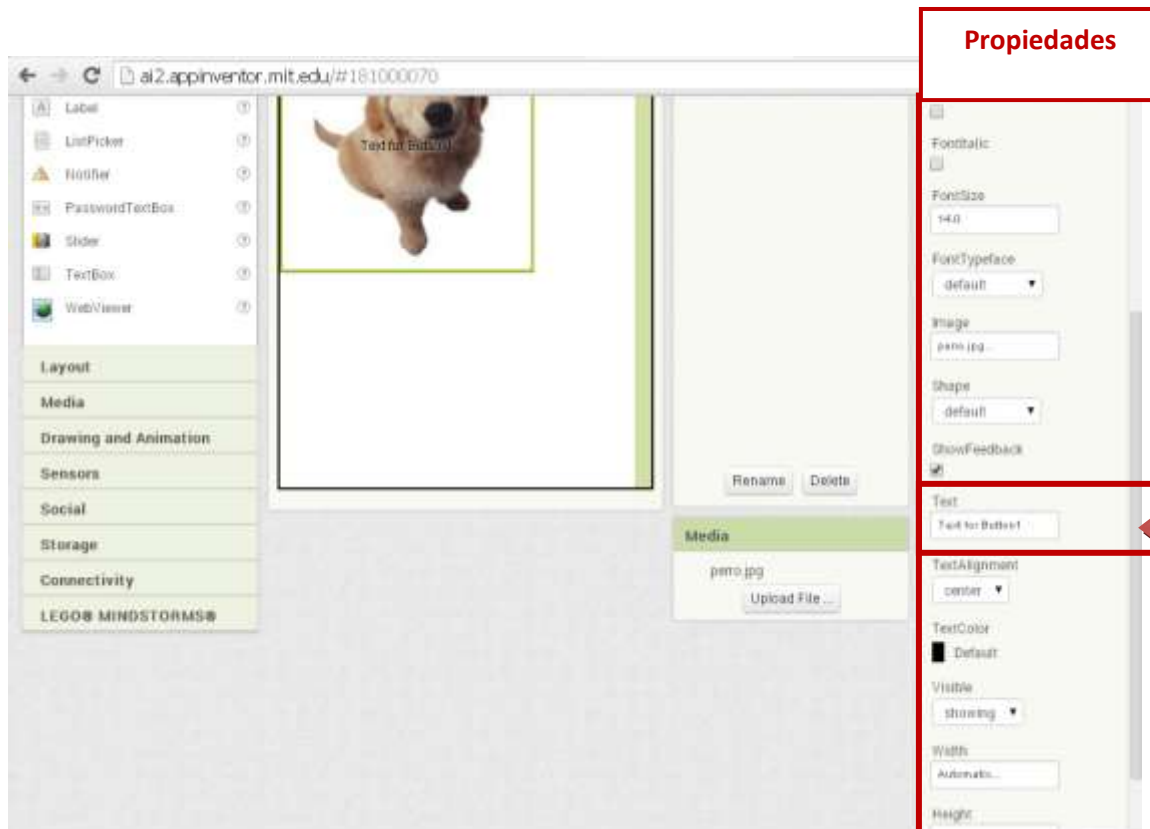 Propiedades
ai2.appinventor.mit.edu/#181000070
Label
ListPicker
Notifier
PasswordTextBox
Slider
TextBox
WebViewer
Layout
Media
Drawing and Animation
Sensors
Social
Storage
Connectivity
LEGO® MINDSTORMS®
Text for Button1
Rename Delete
Media
perro.jpg
Upload File ...
FontItalic
FontSize
14.0
FontTypeface
default
Image
perro.jpg...
Shape
default
ShowFeedback
Text
Text for Button1
TextAlignment
center
TextColor
Default
Visible
showing
Width
Automatic...
Height